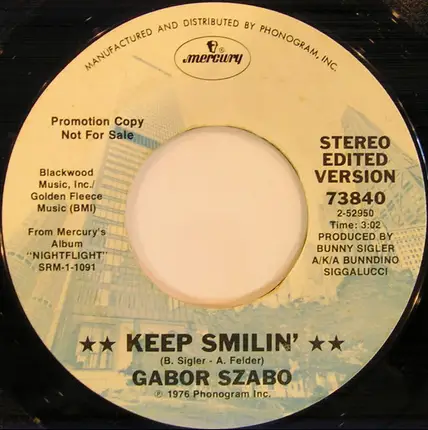 MANUFACTURED AND DISTRIBUTED BY PHONOGRAM, INC.
mercury®
Promotion Copy
Not For Sale
Blackwood
Music, Inc./
Golden Fleece
Music (BMI)
From Mercury's
Album
"NIGHTFLIGHT"
SRM-1-1091
STEREO
EDITED
VERSION
73840
2-52950
Time: 3:02
PRODUCED BY
BUNNY SIGLER
A/K/A BUNNDINO
SIGGALUCCI
★★ KEEP SMILIN' ★★
(B. Sigler - A. Felder)
GABOR SZABO
℗ 1976 Phonogram Inc.